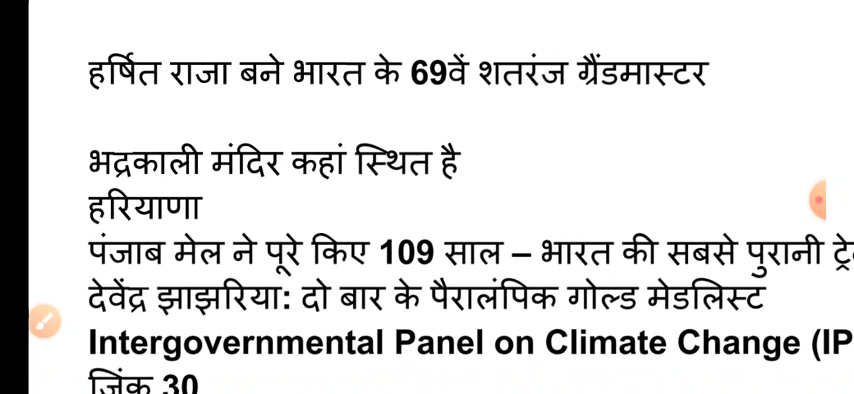 हर्षित राजा बने भारत के 69वें शतरंज ग्रैंडमास्टर
भद्रकाली मंदिर कहां स्थित है
हरियाणा
पंजाब मेल ने पूरे किए 109 साल – भारत की सबसे पुरानी
देवेंद्र झाझरिया: दो बार के पैरालंपिक गोल्ड मेडलिस्ट
Intergovernmental Panel on Climate Change (IP
जिंक 30